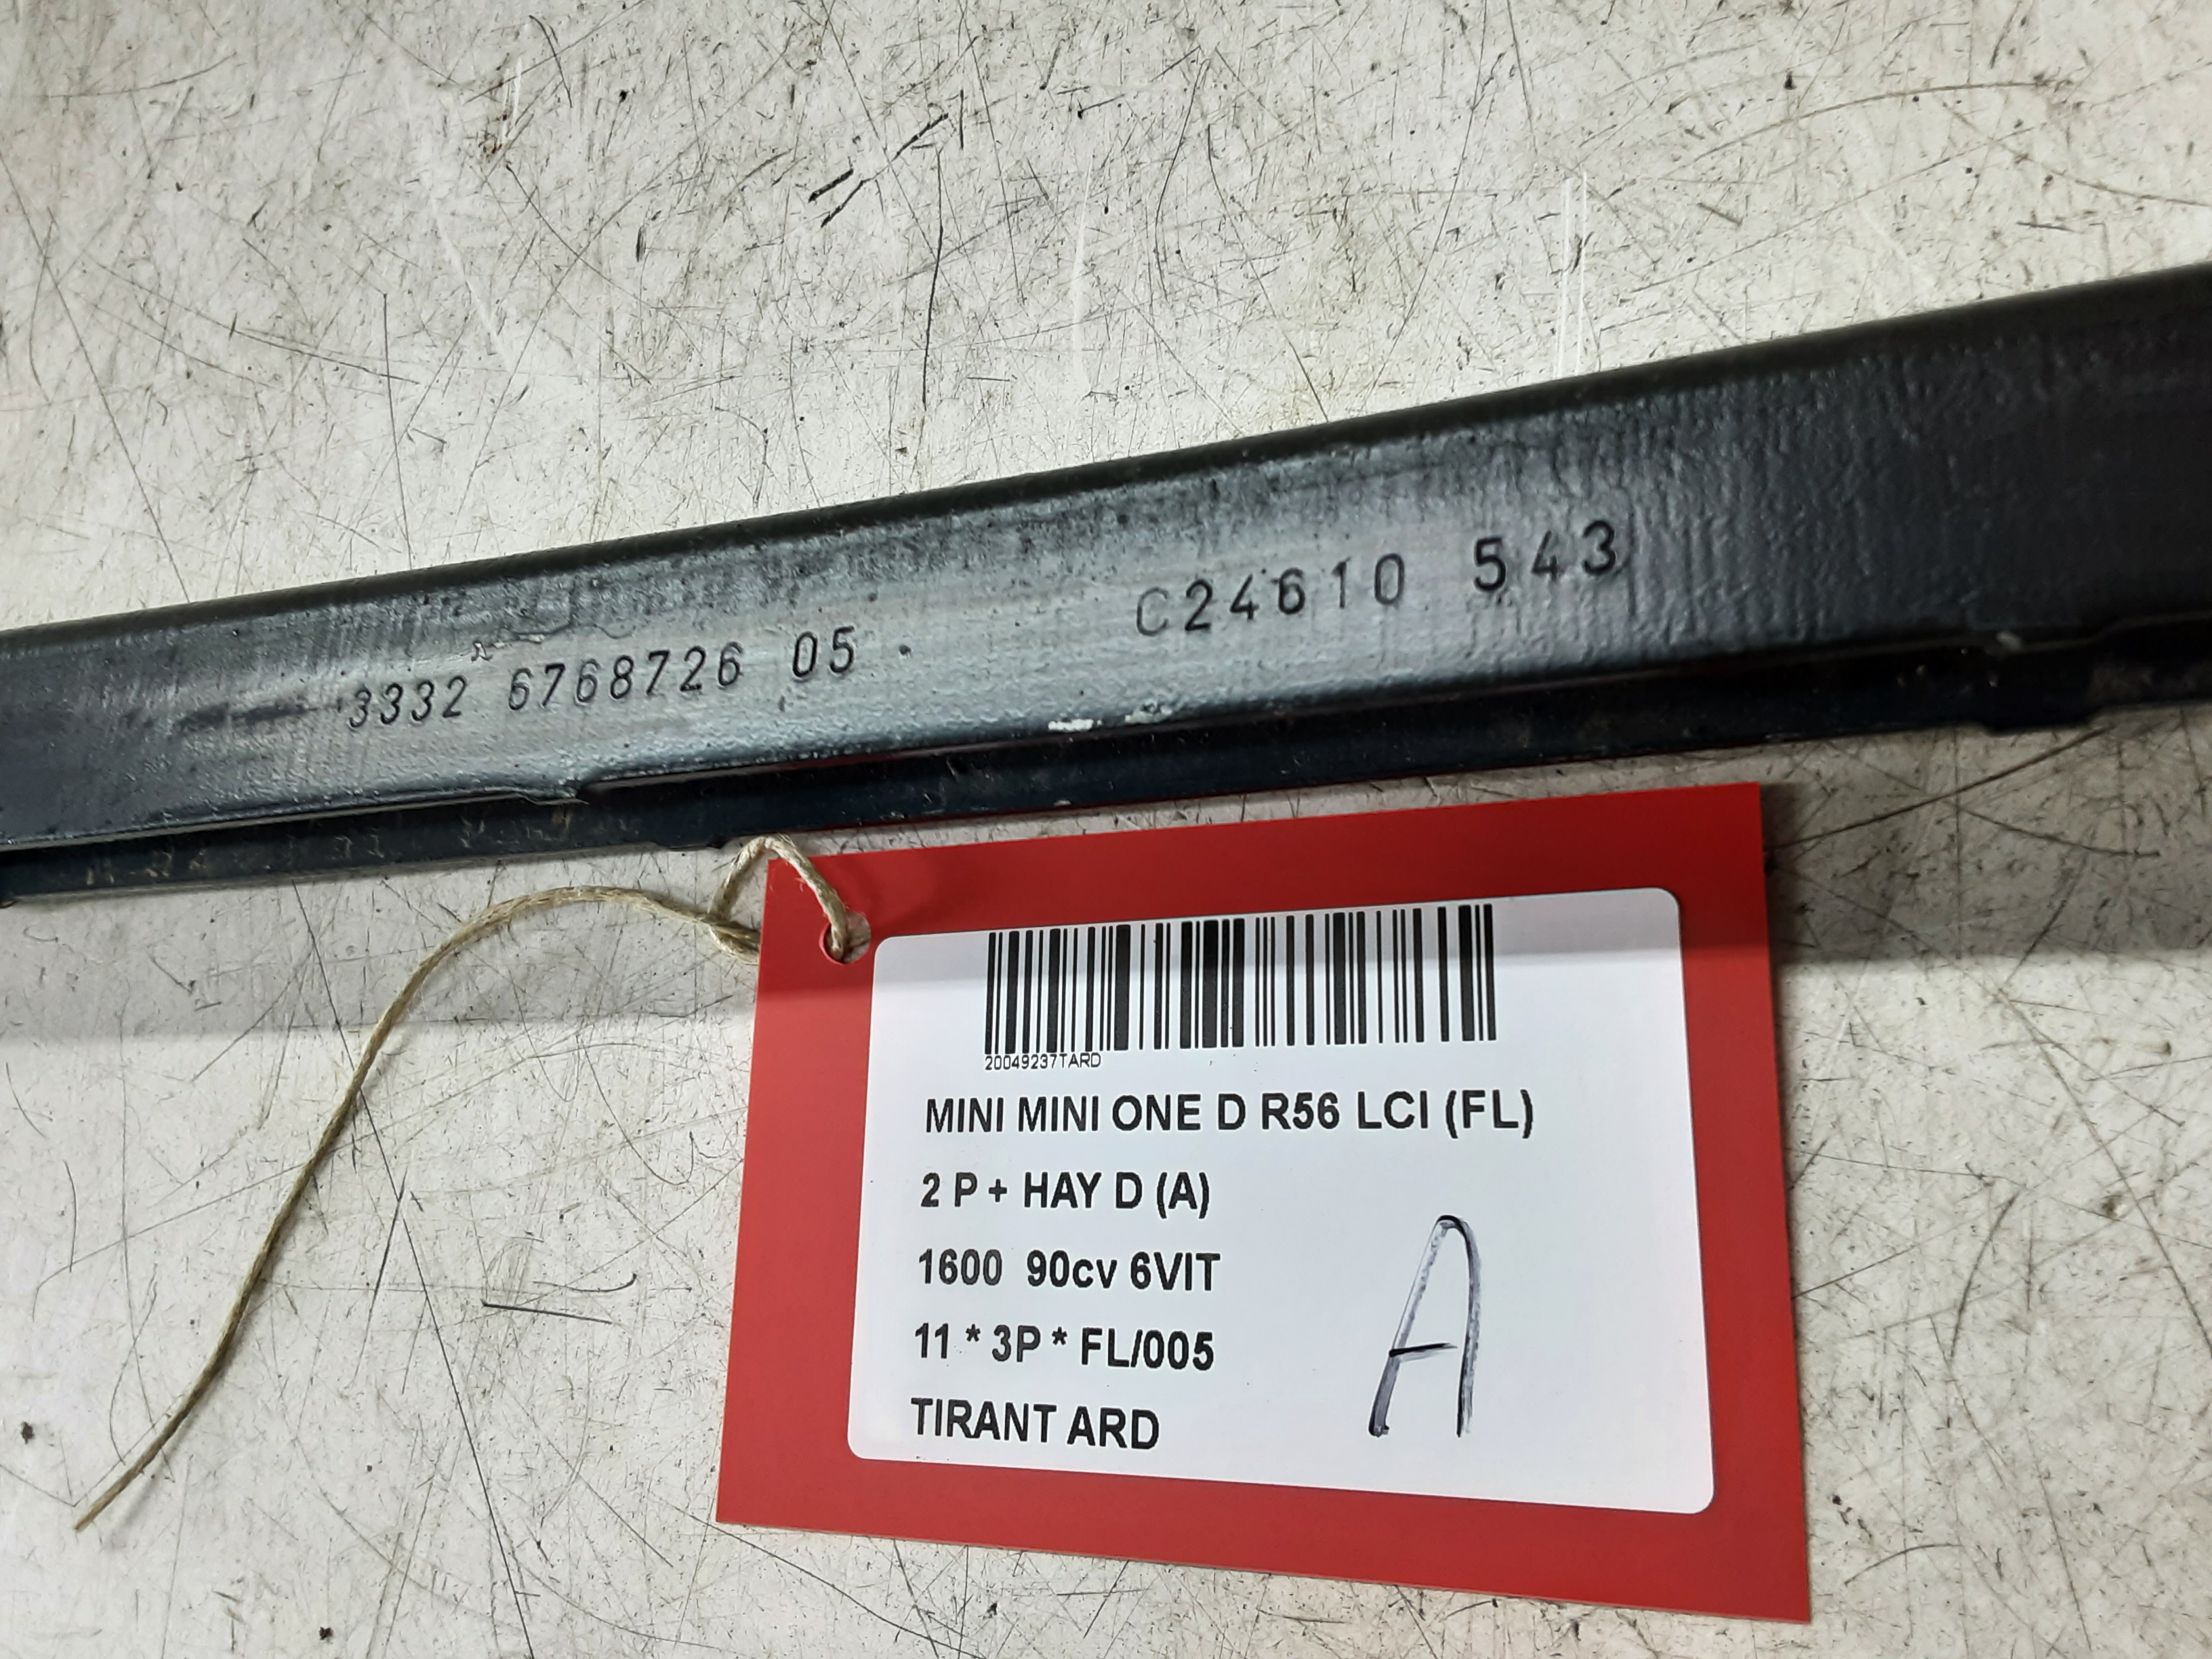 3332 6768726 05 .
C24610 543
20049237TARD
MINI MINI ONE D R56 LCI (FL)
2 P + HAY D (A)
1600 90cv 6VIT
11 * 3P * FL/005
TIRANT ARD
A